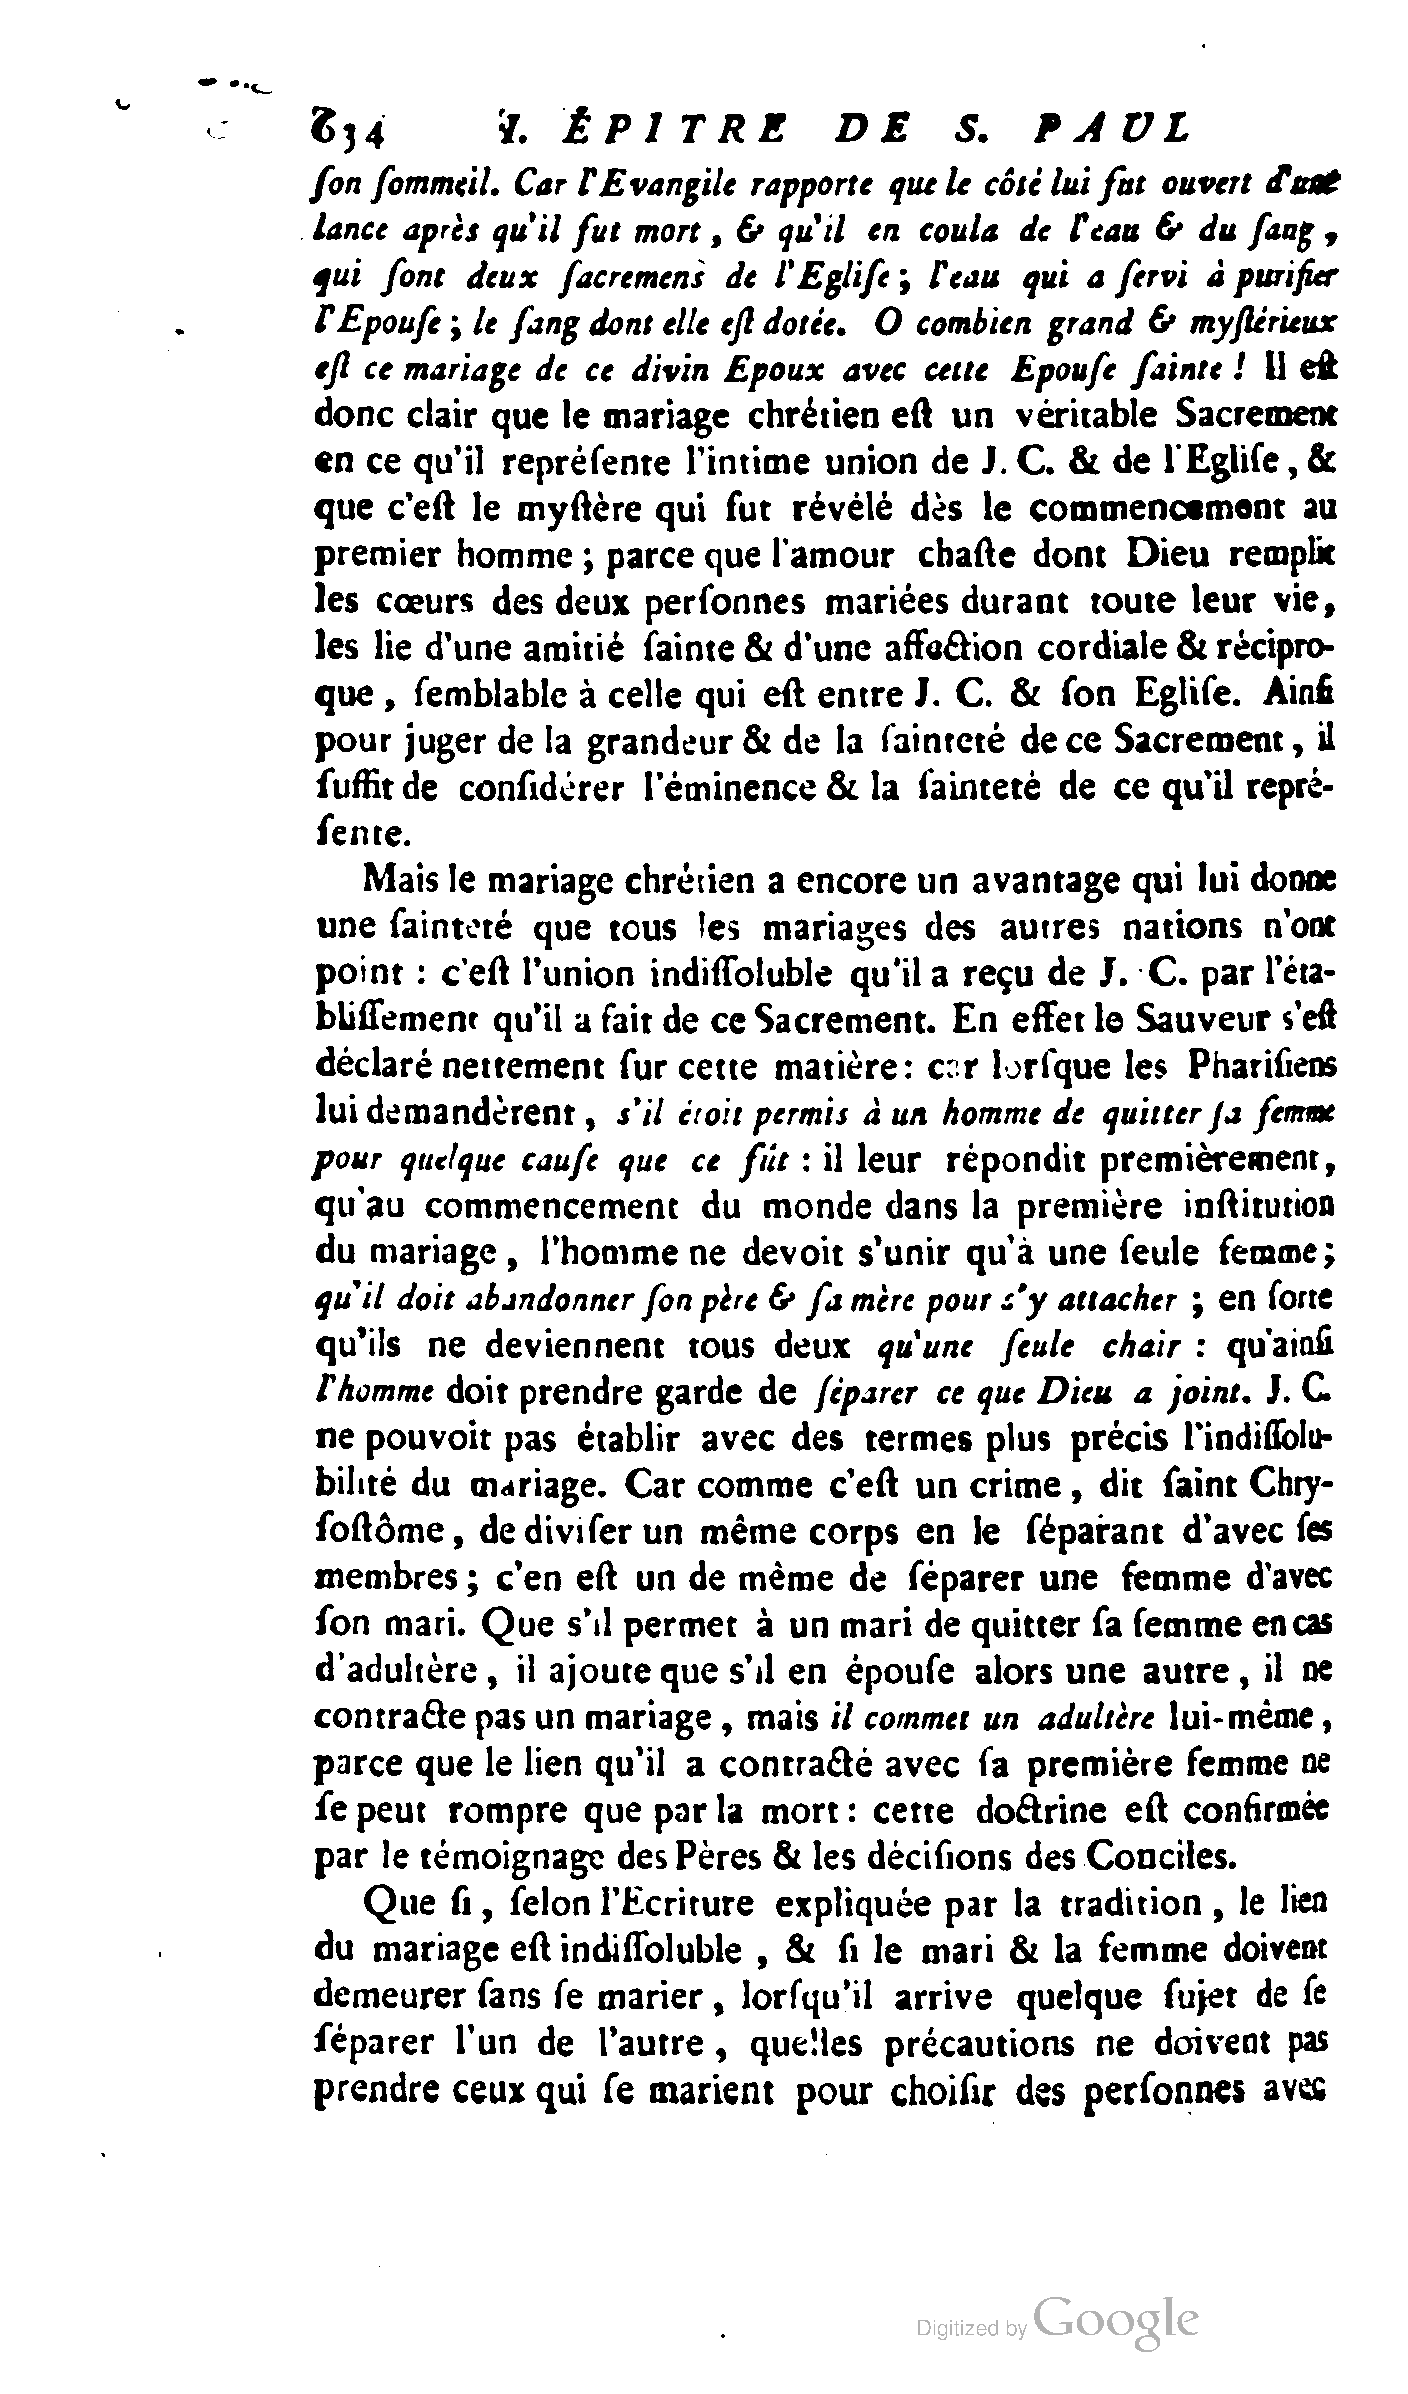 634 I. ÉPITRE DE S. PAUL
ſon ſommeil. Car l'Evangile rapporte que le côté lui fut ouvert d'une
lance après qu'il fut mort, & qu'il en coula de l'eau & du ſang,
qui ſont deux ſacremens de l'Egliſe; l'eau qui a ſervi à purifier
l'Epouſe; le ſang dont elle eſt dotée. O combien grand & myſtérieux
eſt ce mariage de ce divin Epoux avec cette Epouſe ſainte! Il eſt
donc clair que le mariage chrétien eſt un véritable Sacrement
en ce qu'il repréſente l'intime union de J. C. & de l'Egliſe, &
que c'eſt le myſtère qui fut révélé dès le commencement au
premier homme; parce que l'amour chaſte dont Dieu remplit
les cœurs des deux perſonnes mariées durant toute leur vie,
les lie d'une amitié ſainte & d'une affection cordiale & récipro-
que, ſemblable à celle qui eſt entre J. C. & ſon Egliſe. Ainſi
pour juger de la grandeur & de la ſainteté de ce Sacrement, il
ſuffit de conſidérer l'éminence & la ſainteté de ce qu'il repré-
ſente.
Mais le mariage chrétien a encore un avantage qui lui donne
une ſainteté que tous les mariages des autres nations n'ont
point : c'eſt l'union indiſſoluble qu'il a reçu de J. C. par l'éta-
bliſſement qu'il a fait de ce Sacrement. En effet le Sauveur s'eſt
déclaré nettement ſur cette matière: car lorſque les Phariſiens
lui demandèrent, s'il étoit permis à un homme de quitter ſa femme
pour quelque cauſe que ce fût : il leur répondit premièrement,
qu'au commencement du monde dans la première inſtitution
du mariage, l'homme ne devoit s'unir qu'à une ſeule femme;
qu'il doit abandonner ſon père & ſa mère pour s'y attacher; en ſorte
qu'ils ne deviennent tous deux qu'une ſeule chair : qu'ainſi
l'homme doit prendre garde de ſéparer ce que Dieu a joint. J. C.
ne pouvoit pas établir avec des termes plus précis l'indiſſolu-
bilité du mariage. Car comme c'eſt un crime, dit ſaint Chry-
ſoſtôme, de diviſer un même corps en le ſéparant d'avec ſes
membres; c'en eſt un de même de ſéparer une femme d'avec
ſon mari. Que s'il permet à un mari de quitter ſa femme en cas
d'adultère, il ajoute que s'il en épouſe alors une autre, il ne
contracte pas un mariage, mais il commet un adultère lui-même,
parce que le lien qu'il a contracté avec ſa première femme ne
ſe peut rompre que par la mort: cette doctrine eſt confirmée
par le témoignage des Pères & les déciſions des Conciles.
Que ſi, ſelon l'Ecriture expliquée par la tradition, le lien
du mariage eſt indiſſoluble, & ſi le mari & la femme doivent
demeurer ſans ſe marier, lorſqu'il arrive quelque ſujet de ſe
ſéparer l'un de l'autre, quelles précautions ne doivent pas
prendre ceux qui ſe marient pour choiſir des perſonnes avec
Digitized by Google